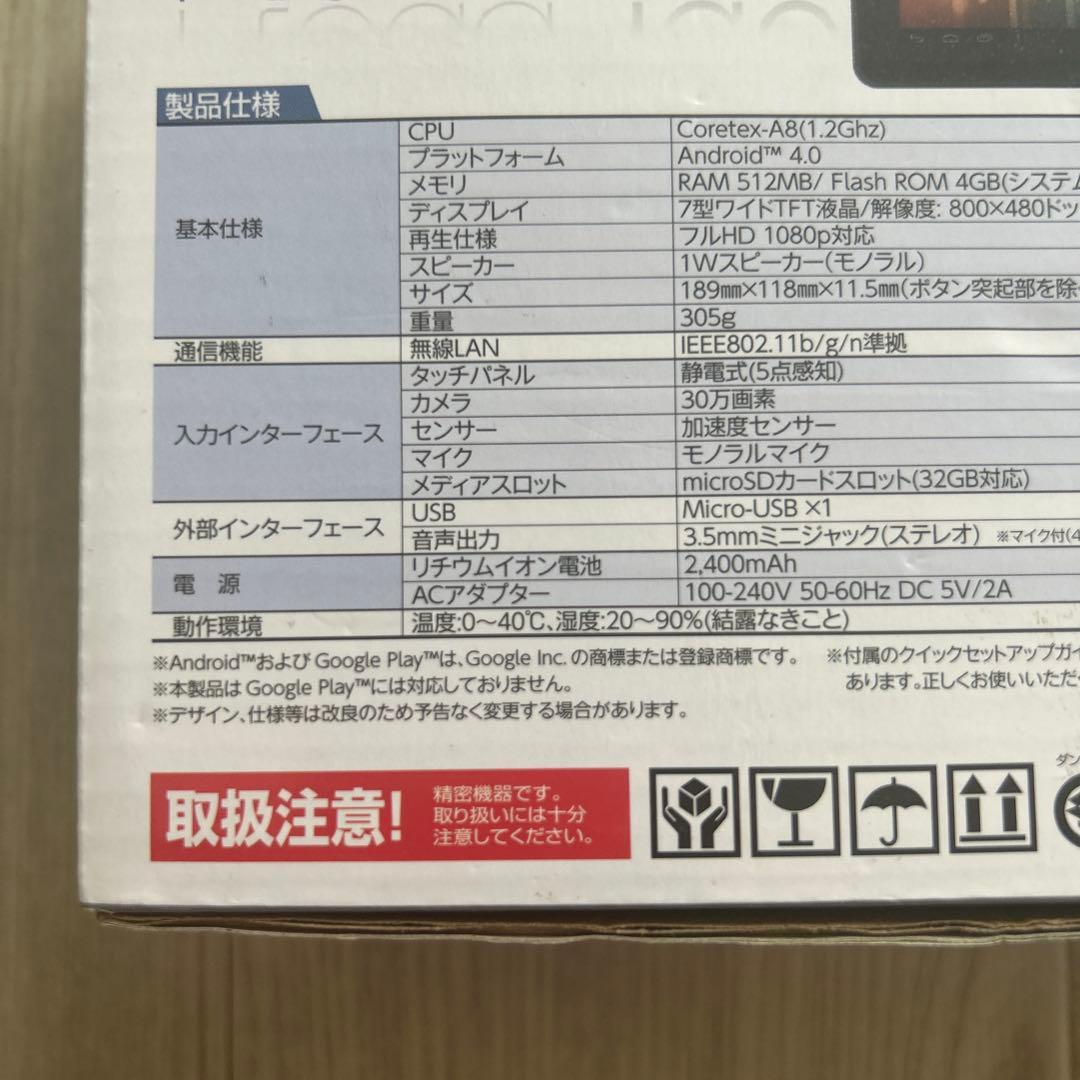 製品仕様
基本仕様
CPU Coretex-A8(1.2Ghz)
プラットフォーム Android™ 4.0
メモリ RAM 512MB/ Flash ROM 4GB(システム
ディスプレイ 7型ワイドTFT液晶/解像度: 800×480ドッ
再生仕様 フルHD 1080p対応
スピーカー 1Wスピーカー(モノラル)
サイズ 189㎜×118㎜×11.5㎜(ボタン突起部を除
重量 305g
通信機能 無線LAN IEEE802.11b/g/n準拠
入力インターフェース
タッチパネル 静電式(5点感知)
カメラ 30万画素
センサー 加速度センサー
マイク モノラルマイク
メディアスロット microSDカードスロット(32GB対応)
外部インターフェース
USB Micro-USB ×1
音声出力 3.5mmミニジャック(ステレオ) ※マイク付(4
電 源
リチウムイオン電池 2,400mAh
ACアダプター 100-240V 50-60Hz DC 5V/2A
動作環境 温度:0〜40℃、湿度:20〜90%(結露なきこと)
※Android™および Google Play™は、Google Inc. の商標または登録商標です。
※本製品は Google Play™には対応しておりません。
※デザイン、仕様等は改良のため予告なく変更する場合があります。
※付属のクイックセットアップガイ
あります。正しくお使いいただ
取扱注意!
精密機器です。
取り扱いには十分
注意してください。
ダン